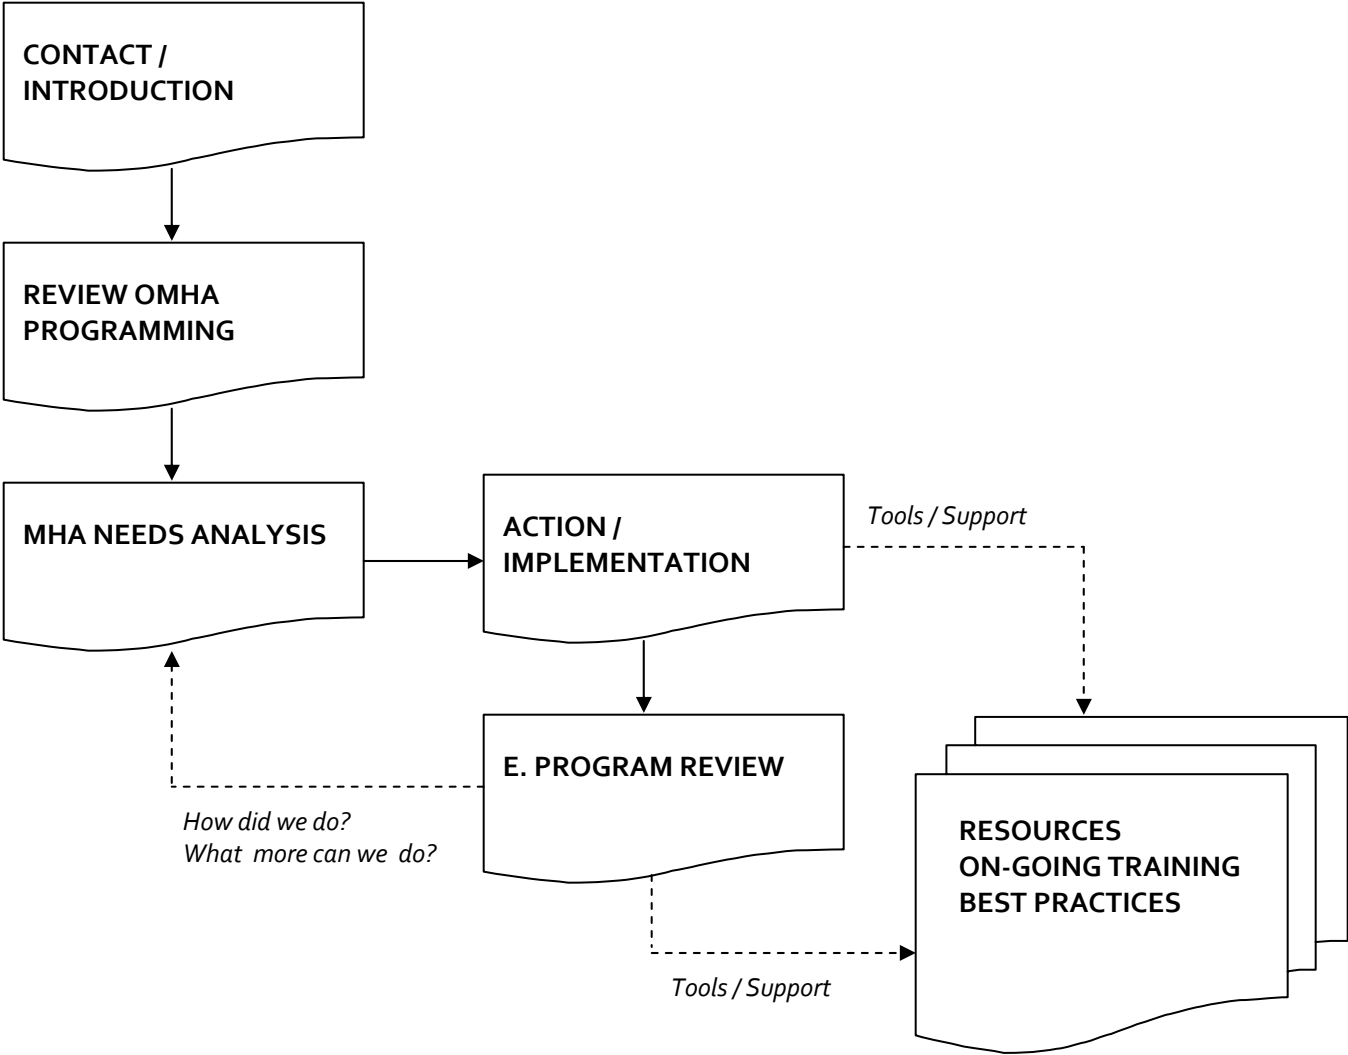 CONTACT /
INTRODUCTION
REVIEW OMHA
PROGRAMMING
MHA NEEDS ANALYSIS
ACTION /
IMPLEMENTATION
Tools / Support
E. PROGRAM REVIEW
How did we do?
What  more can we  do?
RESOURCES
ON-GOING TRAINING
BEST PRACTICES
Tools / Support